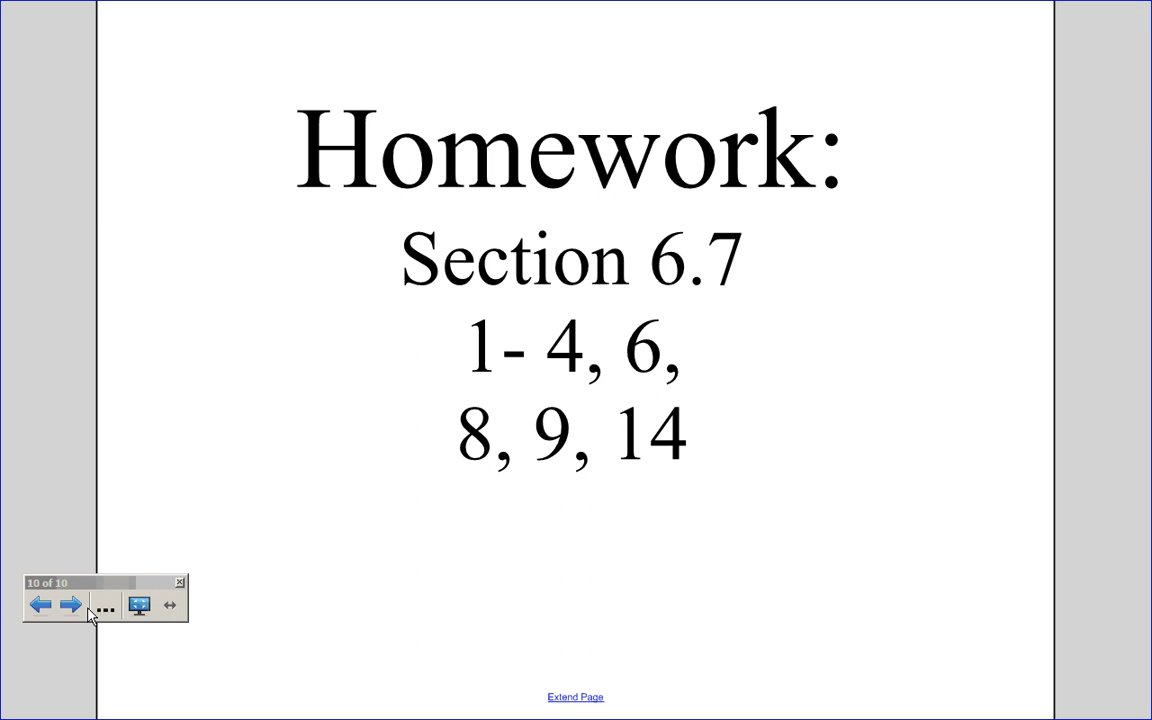 Homework:
Section 6.7
1- 4, 6,
8, 9, 14
10 of 10
...
Extend Page